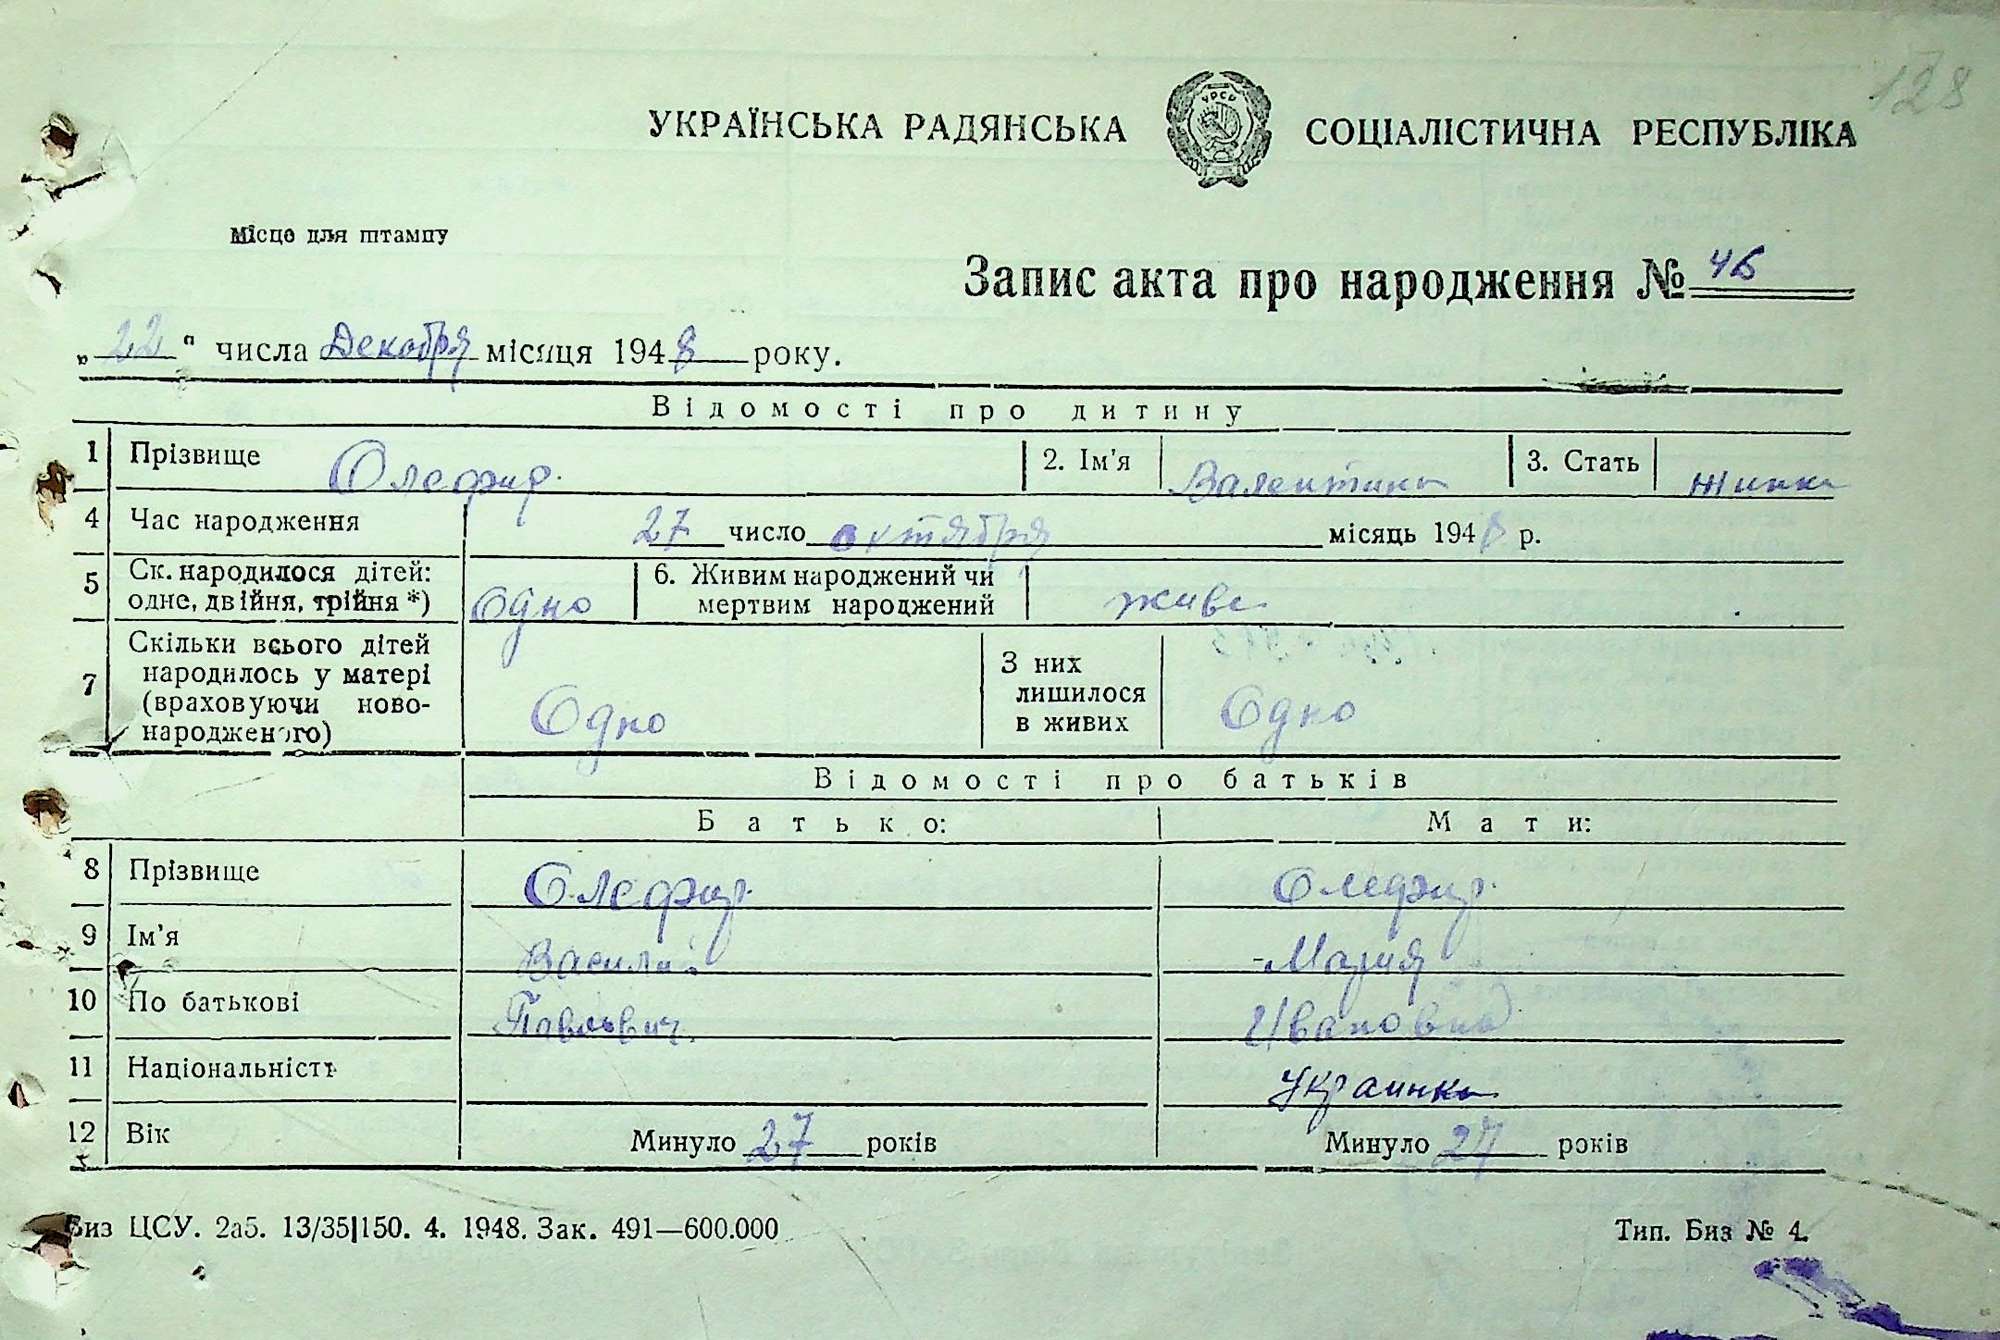 128
УКРАЇНСЬКА РАДЯНСЬКА УРСР СОЦІАЛІСТИЧНА РЕСПУБЛІКА
Місце для штампу
Запис акта про народження № 46
„22“ числа Декабря місяця 1948 року.
Відомості про дитину
1 Прізвище Олефир. 2. Ім'я Валентина 3. Стать
4 Час народження 27 число октября місяць 1948 р.
5 Ск. народилося дітей: одне, двійня, трійня *) Одно 6. Живим народжений чи мертвим народжений живе
7 Скільки всього дітей народилось у матері (враховуючи ново-народженого) Одно З них лишилося в живих Одно
Відомості про батьків
Батько: Мати:
8 Прізвище Олефир. Олефир.
9 Ім'я Василий Мария
10 По батькові Павлович. Ивановна
11 Національність Украинка
12 Вік Минуло 27 років Минуло 27 років
Биз ЦСУ. 2а5. 13/35|150. 4. 1948. Зак. 491—600.000 Тип. Биз № 4.